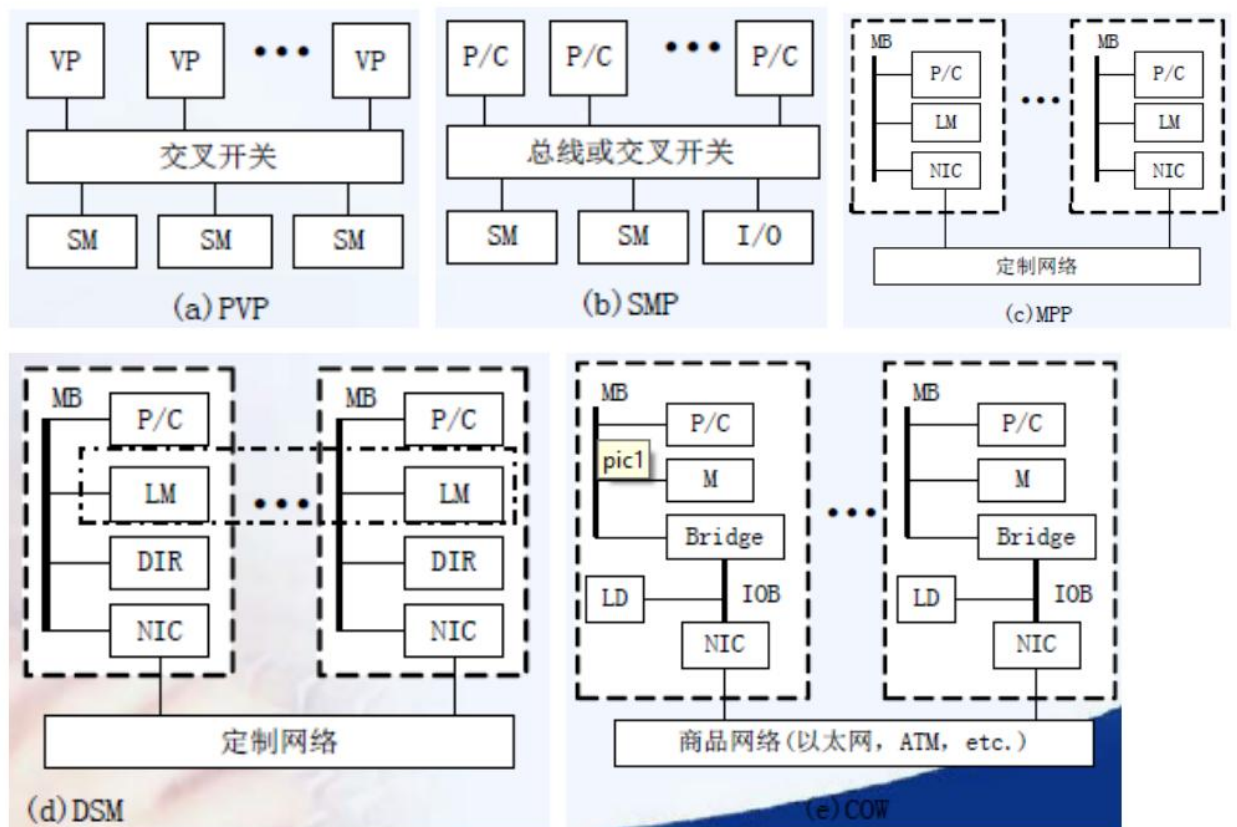 VP VP ••• VP
交叉开关
SM SM SM
(a)PVP
P/C P/C ••• P/C
总线或交叉开关
SM SM I/O
(b)SMP
MB
P/C
LM
NIC
•••
MB
P/C
LM
NIC
定制网络
(c)MPP
MB
P/C
LM
DIR
NIC
•••
MB
P/C
LM
DIR
NIC
定制网络
(d)DSM
MB
P/C
pic1
M
Bridge
LD
IOB
NIC
•••
MB
P/C
M
Bridge
LD
IOB
NIC
商品网络(以太网, ATM, etc.)
(e)COW